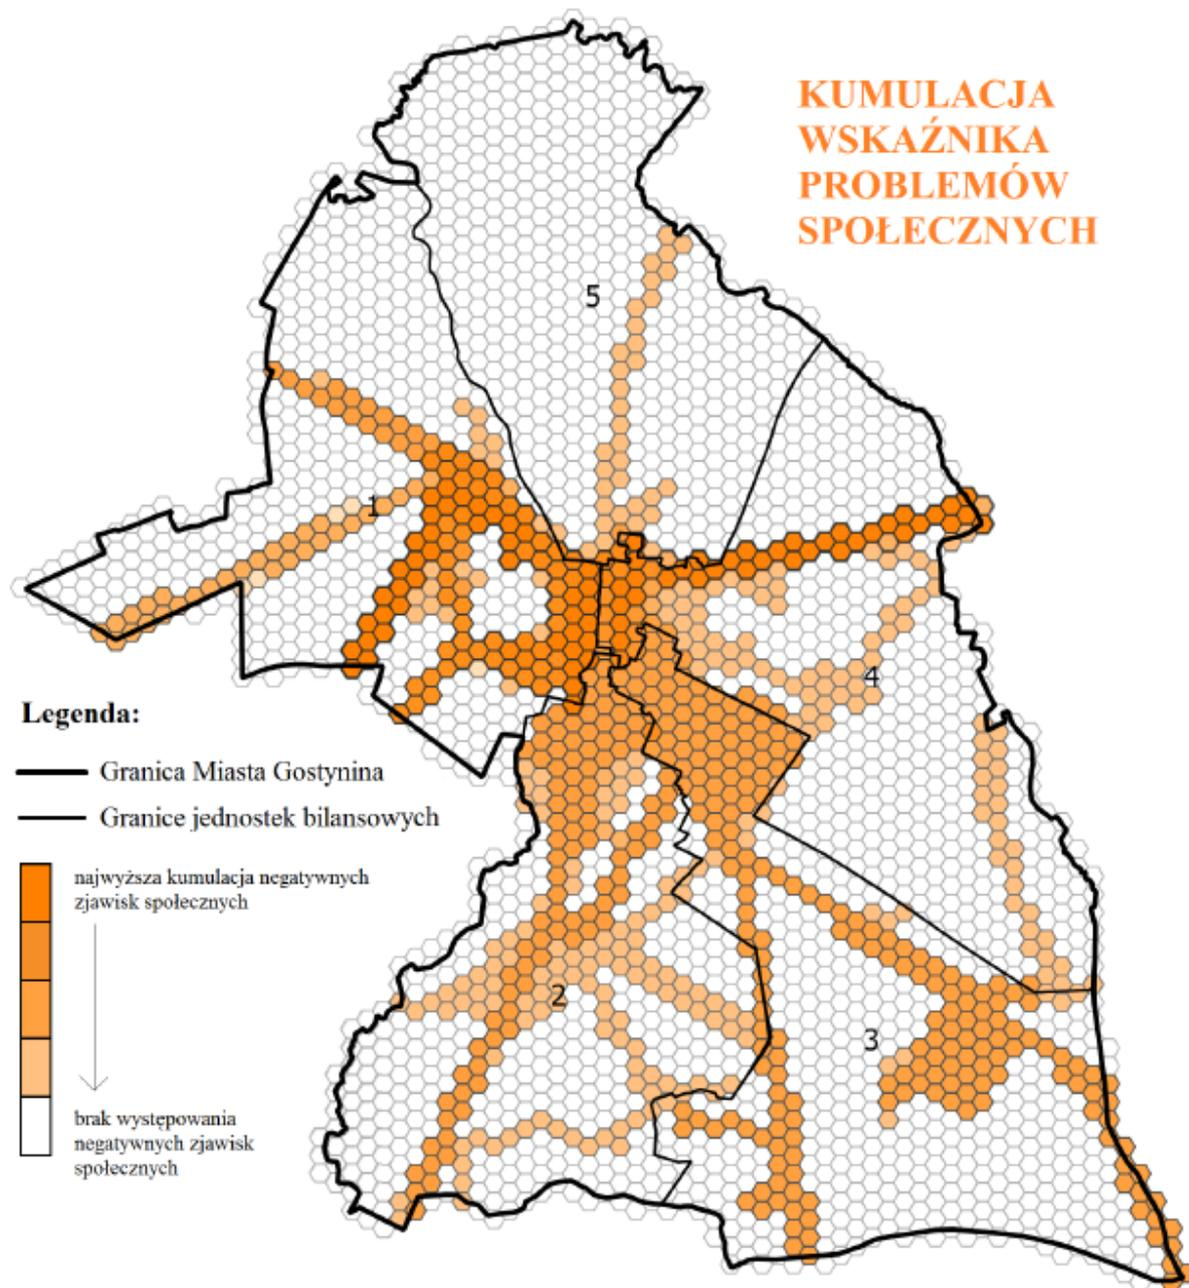 KUMULACJA
WSKAŹNIKA
PROBLEMÓW
SPOŁECZNYCH
5
1
4
2
3
Legenda:
Granica Miasta Gostynina
Granice jednostek bilansowych
najwyższa kumulacja negatywnych
zjawisk społecznych
brak występowania
negatywnych zjawisk
społecznych